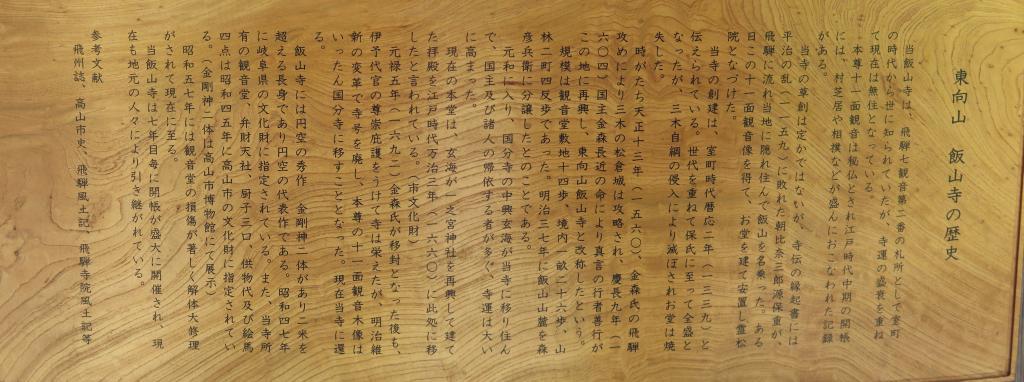 東向山 飯山寺の歴史
当飯山寺は、飛騨七観音第二番の札所として室町
の時代から世に知られていたが、寺運の盛衰を重ね
て現在は無住となっている。
本尊十一面観音は秘仏とされ江戸時代中期の開帳
には、村芝居や相撲などが盛んにおこなわれた記録
がある。
当寺の草創は定かではないが、寺伝の縁起書には
平治の乱(一一五九)に敗れた朝比奈三郎源保重が
飛騨に流れ当地に隠れ住んで飯山を名乗った。ある
日この十一面観音像を得て、お堂を建て安置し霊松
院となづけた。
当寺の創建は、室町時代暦応二年(一三三九)と
伝えられている。世代を重ねて保氏に至って全盛と
なったが、三木自綱の侵入により滅ぼされお堂は焼
失した。
時がたち天正十三年(一五六〇)、金森氏の飛騨
攻めにより三木の松倉城は攻略され、慶長九年(一
六〇四)国主金森長近の命により真言の行者善行が
この地に再興し、東向山飯山寺と改称したという。
規模は観音堂敷地十四歩、境内一畝二十六歩、山
林二町四反歩であった。明治三七年に飯山山麓を森
彦兵衛に分譲したとのことである。
元和に入り、国分寺の中興玄海が当寺に移り住ん
で、国主及び諸人の帰依する者が多く、寺運は大い
に高まった。
現在の本堂は、玄海が一之宮神社を再興して建て
た拝殿を江戸時代万治三年(一六六〇)に此処に移
したと言われている。(市文化財)
元禄五年(一六九二)金森氏が移封となった後も、
伊予代官の尊崇庇護をうけて寺は栄えたが、明治維
新の変革で寺号を廃し、本尊の十一面観音木像は
いったん国分寺に移すこととなった。現在当寺に還
る。
飯山寺には円空の秀作 金剛神二体があり二米を
超える長身であり円空の代表作である。昭和四七年
に岐阜県の文化財に指定されている。また、当寺所
有の観音堂、弁財天社、厨子三口、供物代及び絵馬
四点は昭和四五年に高山市の文化財に指定されてい
る。(金剛神二体は高山市博物館にて展示)
昭和五七年には観音堂の損傷が著しく解体大修理
がされて現在に至る。
当飯山寺は七年目毎に開帳が盛大に開催され、現
在も地元の人々により引き継がれている。
参考文献
飛州志、高山市史、飛騨風土記、飛騨寺院風土記等